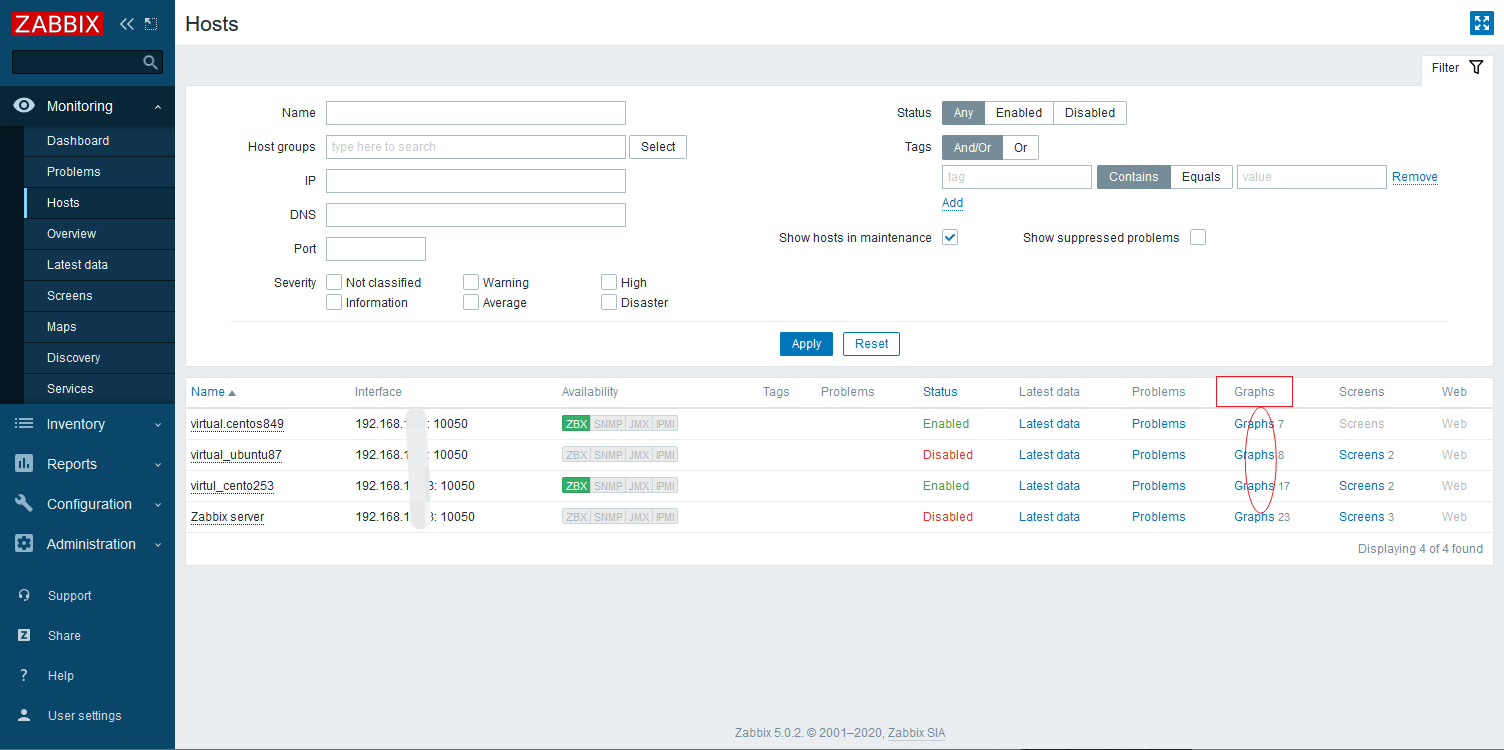 ZABBIX
Monitoring
Dashboard
Problems
Hosts
Overview
Latest data
Screens
Maps
Discovery
Services
Inventory
Reports
Configuration
Administration
Support
Share
Help
User settings
Hosts
Filter
Name
Host groups type here to search Select
IP
DNS
Port
Severity Not classified Warning High
Information Average Disaster
Status Any Enabled Disabled
Tags And/Or Or
tag Contains Equals value Remove
Add
Show hosts in maintenance Show suppressed problems
Apply Reset
Name Interface Availability Tags Problems Status Latest data Problems Graphs Screens Web
virtual.centos849 192.168.1 : 10050 ZBX SNMP JMX IPMI Enabled Latest data Problems Graphs 7 Screens Web
virtual_ubuntu87 192.168.1 : 10050 ZBX SNMP JMX IPMI Disabled Latest data Problems Graphs 8 Screens 2 Web
virtul_cento253 192.168.1 3: 10050 ZBX SNMP JMX IPMI Enabled Latest data Problems Graphs 17 Screens 2 Web
Zabbix server 192.168.1 3: 10050 ZBX SNMP JMX IPMI Disabled Latest data Problems Graphs 23 Screens 3 Web
Displaying 4 of 4 found
Zabbix 5.0.2. © 2001–2020, Zabbix SIA